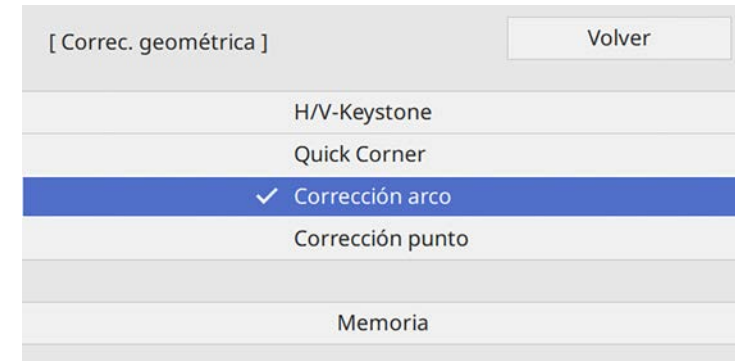 [ Correc. geométrica ]
Volver
H/V-Keystone
Quick Corner
Corrección arco
Corrección punto
Memoria